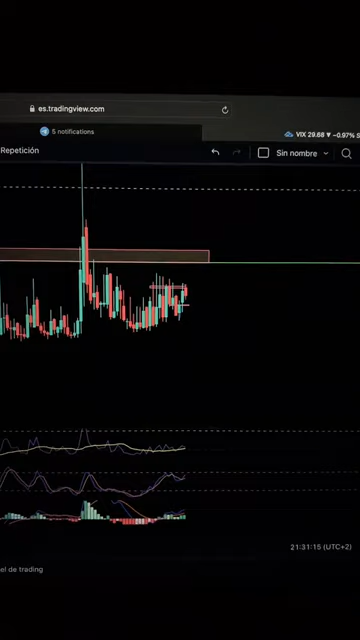 es.tradingview.com
5 notifications
VIX 29.68 ▼ −0.97% S
Repetición
Sin nombre
21:31:15 (UTC+2)
el de trading